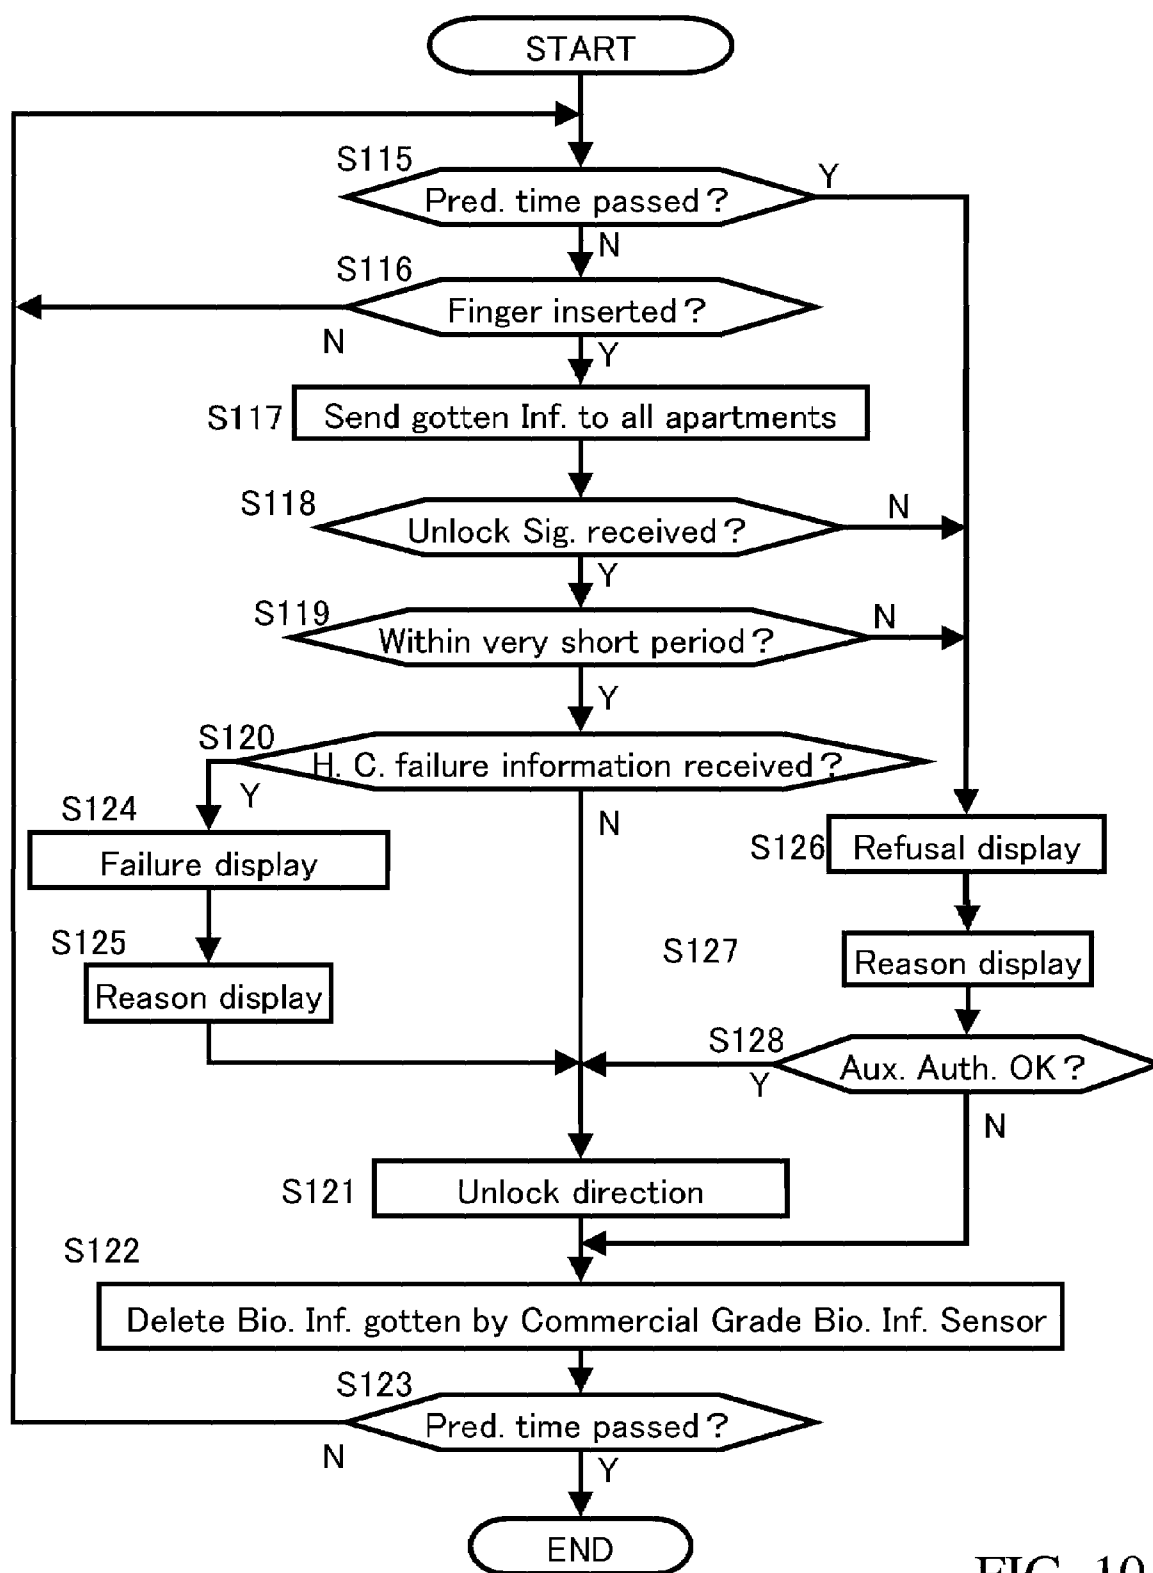 START
S115
Pred. time passed?
Y
N
S116
Finger inserted?
N
Y
S117
Send gotten Inf. to all apartments
S118
Unlock Sig. received?
N
Y
S119
Within very short period?
N
Y
S120
H. C. failure information received?
Y
N
S124
Failure display
S126
Refusal display
S125
Reason display
S127
Reason display
S128
Aux. Auth. OK?
Y
N
S121
Unlock direction
S122
Delete Bio. Inf. gotten by Commercial Grade Bio. Inf. Sensor
S123
Pred. time passed?
N
Y
END
FIG. 10